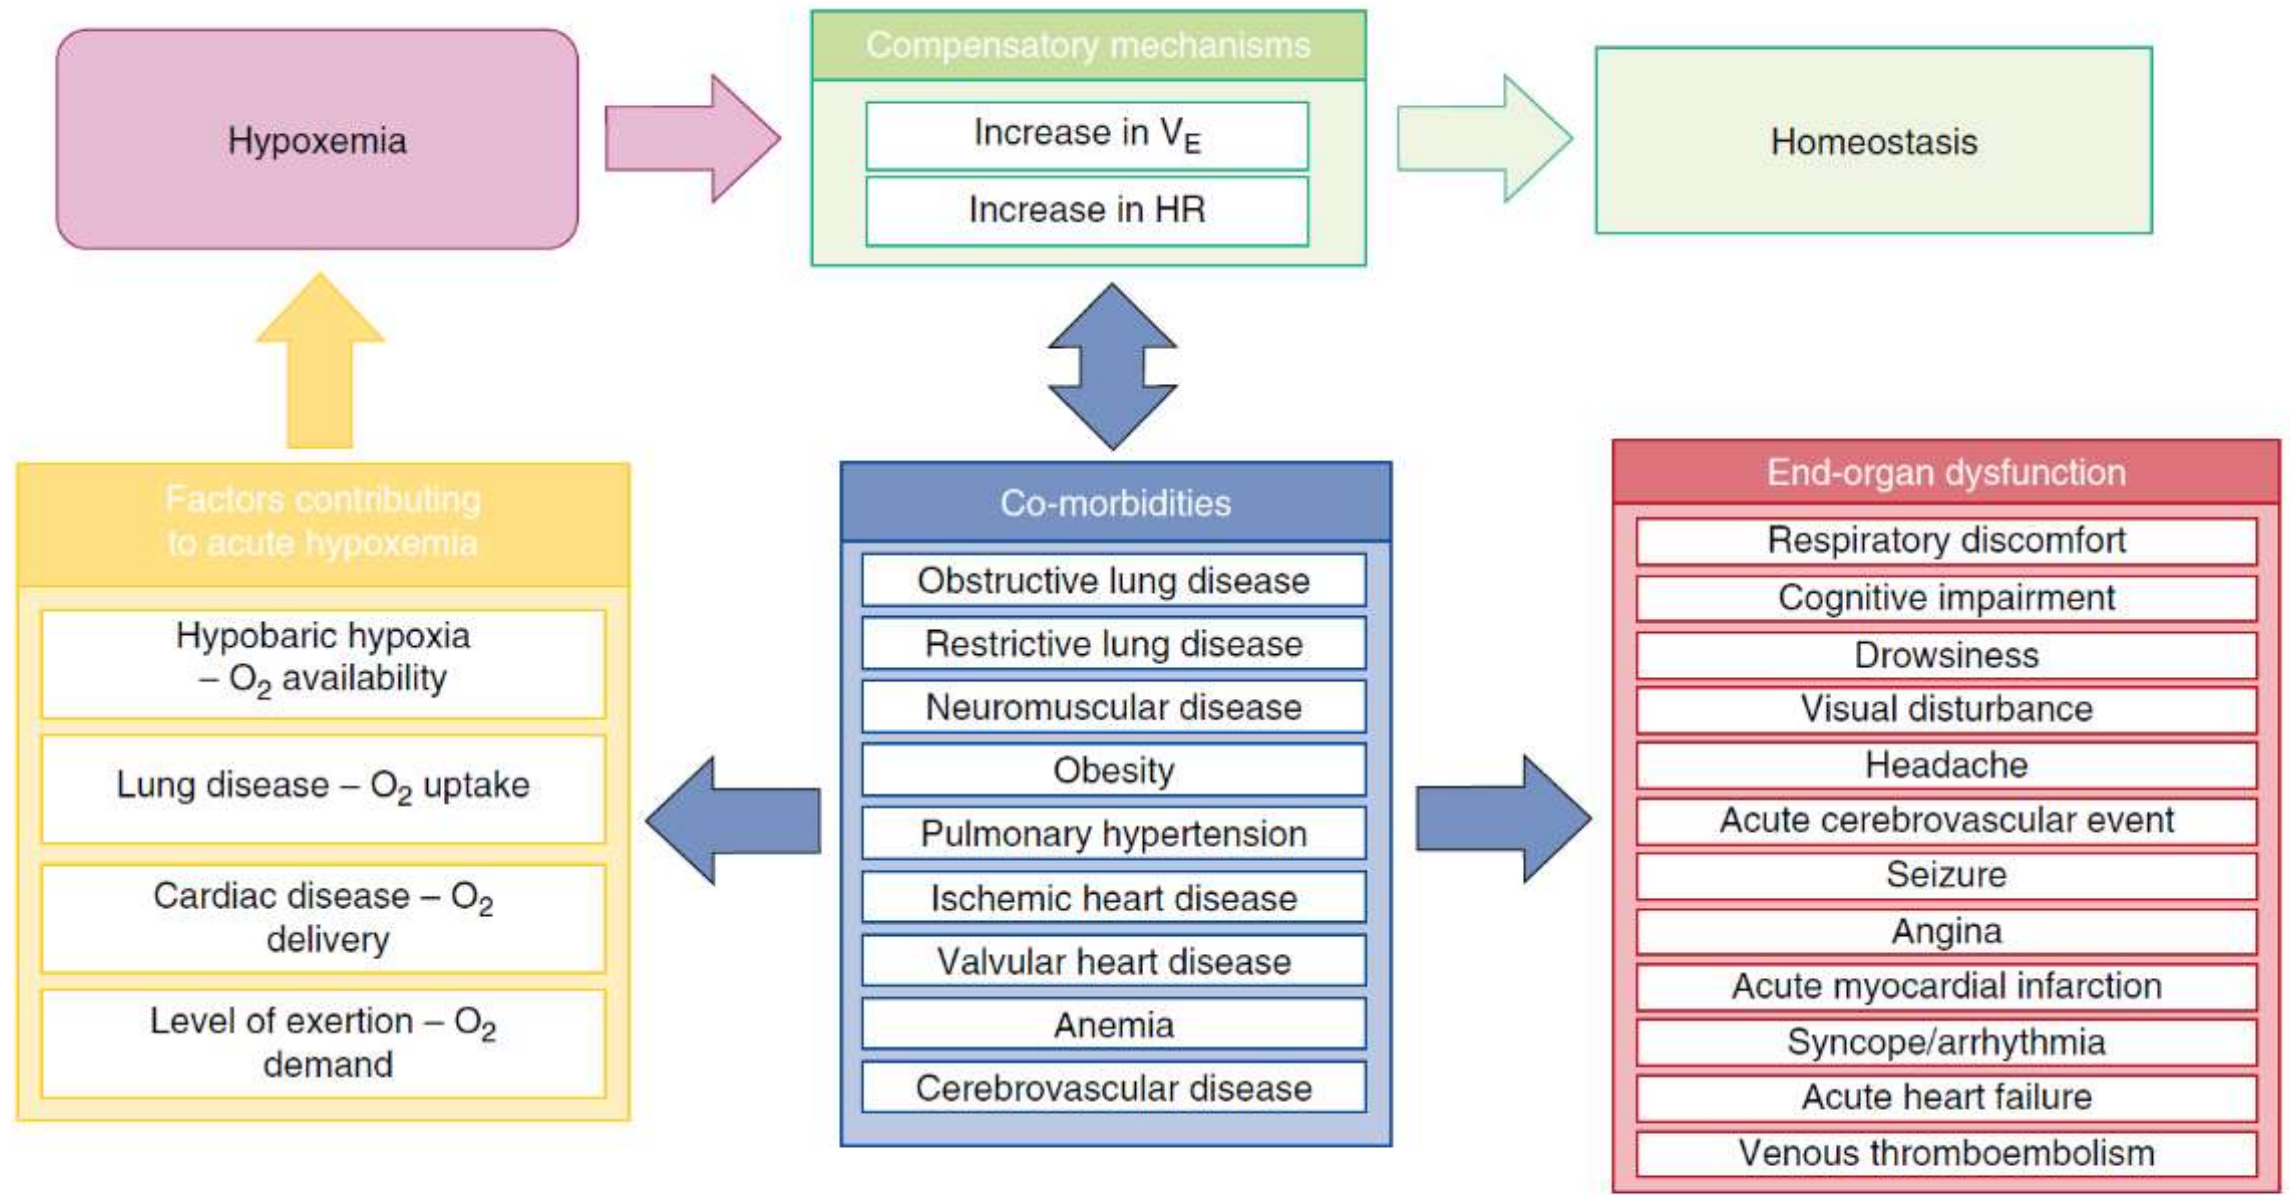 Hypoxemia
Compensatory mechanisms
Increase in V_E
Increase in HR
Homeostasis
Factors contributing
to acute hypoxemia
Hypobaric hypoxia
– O₂ availability
Lung disease – O₂ uptake
Cardiac disease – O₂
delivery
Level of exertion – O₂
demand
Co-morbidities
Obstructive lung disease
Restrictive lung disease
Neuromuscular disease
Obesity
Pulmonary hypertension
Ischemic heart disease
Valvular heart disease
Anemia
Cerebrovascular disease
End-organ dysfunction
Respiratory discomfort
Cognitive impairment
Drowsiness
Visual disturbance
Headache
Acute cerebrovascular event
Seizure
Angina
Acute myocardial infarction
Syncope/arrhythmia
Acute heart failure
Venous thromboembolism